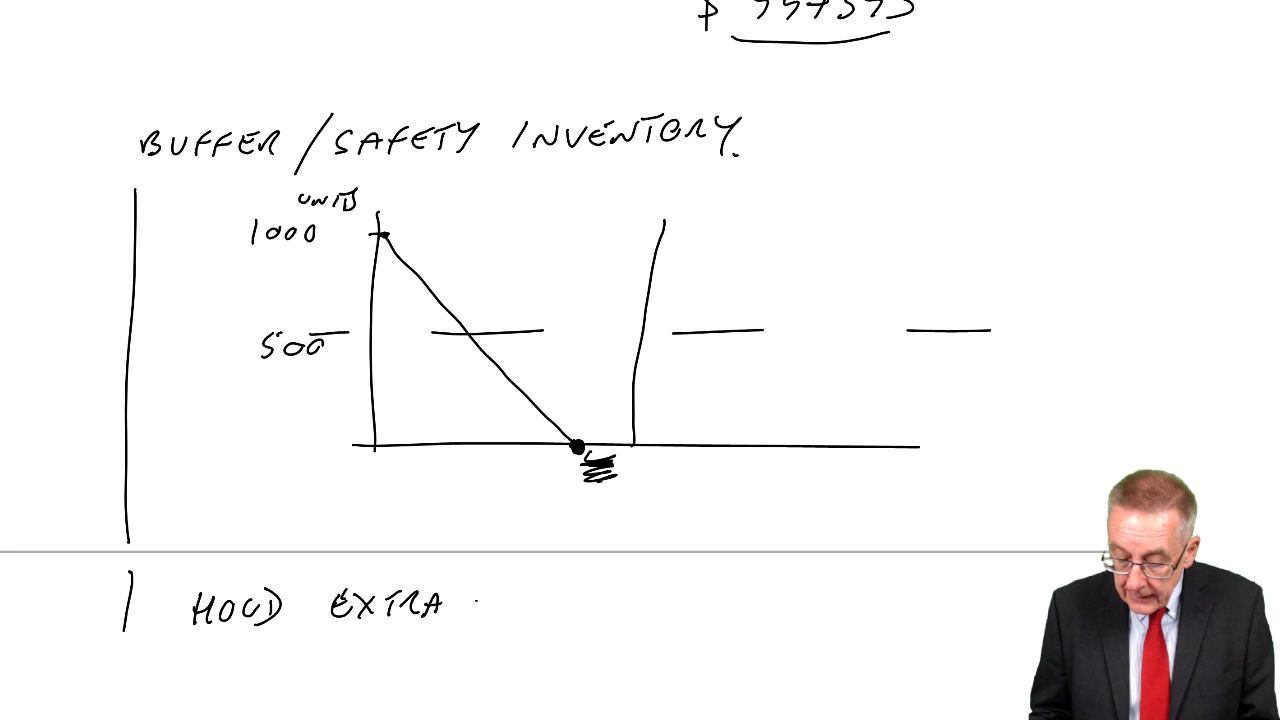 BUFFER / SAFETY INVENTORY.
UNITS
1000
500
HOLD EXTRA